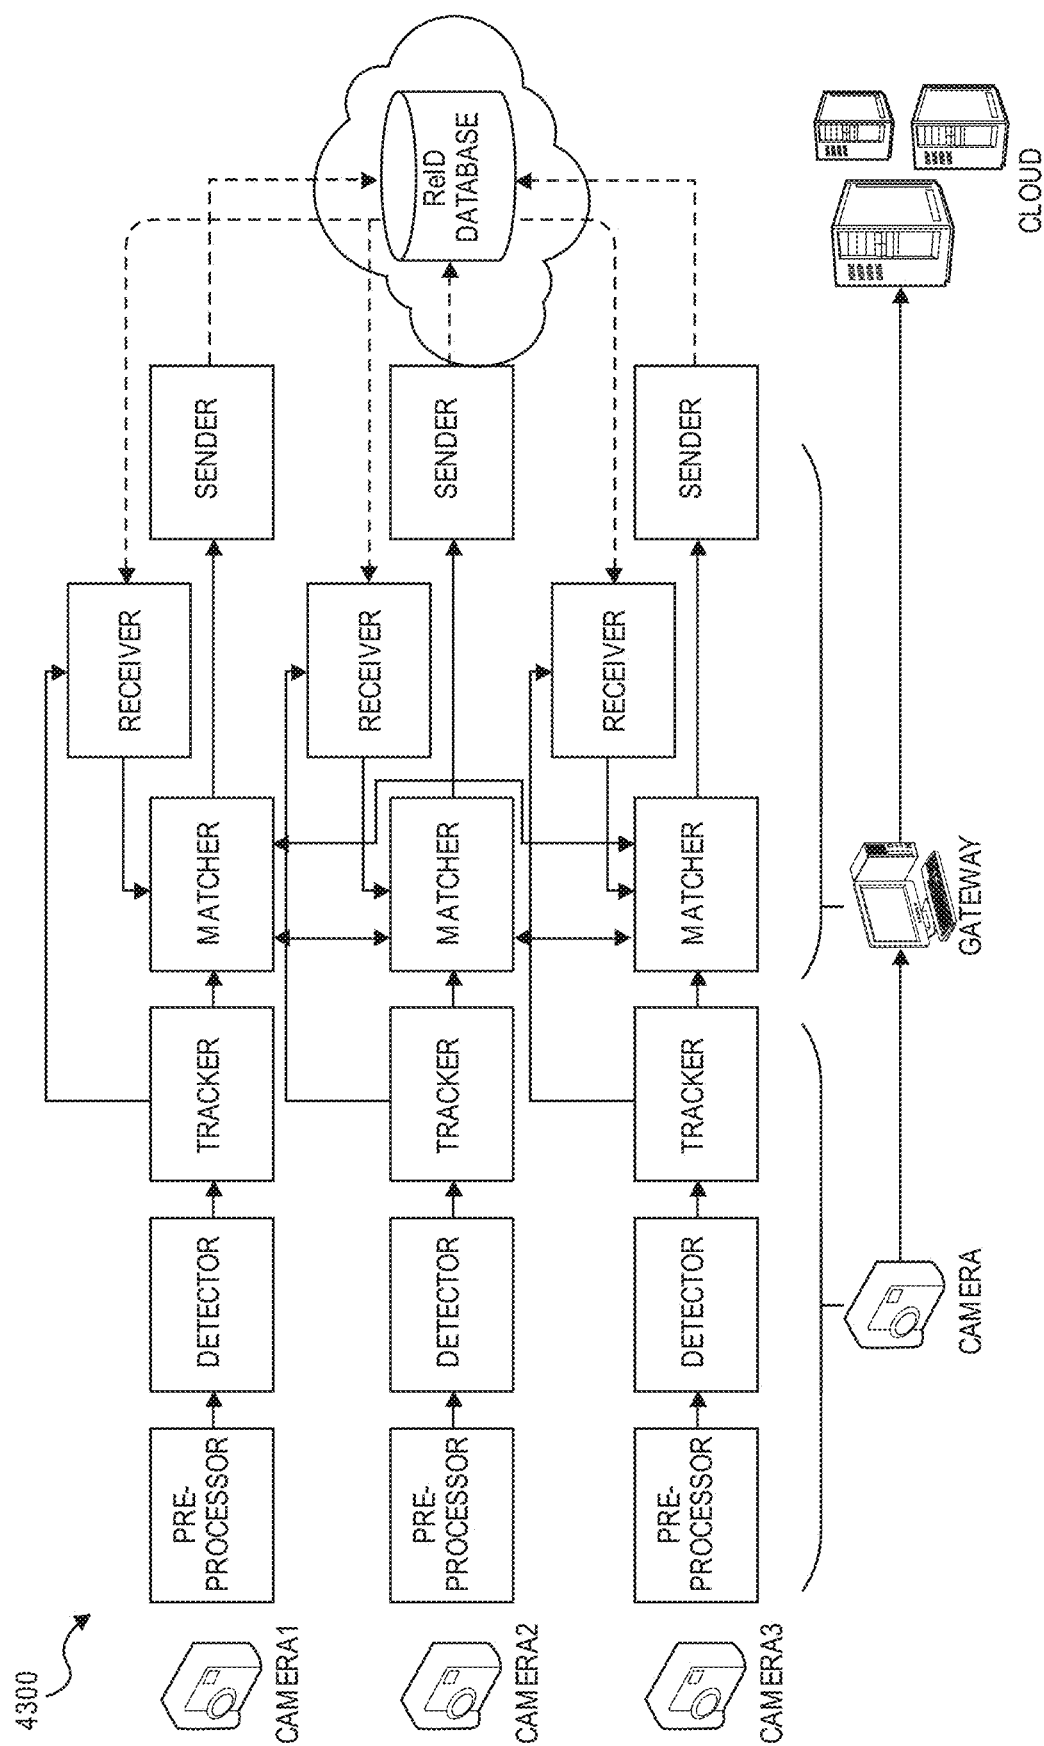 4300
CAMERA1
PRE-
PROCESSOR
DETECTOR
TRACKER
MATCHER
RECEIVER
SENDER
CAMERA2
PRE-
PROCESSOR
DETECTOR
TRACKER
MATCHER
RECEIVER
SENDER
ReID
DATABASE
CAMERA3
PRE-
PROCESSOR
DETECTOR
TRACKER
MATCHER
RECEIVER
SENDER
CAMERA
GATEWAY
CLOUD